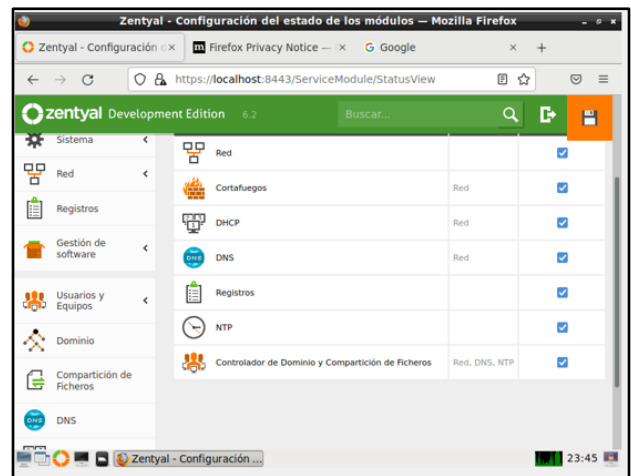 Zentyal - Configuración del estado de los módulos — Mozilla Firefox
Zentyal - Configuración d
Firefox Privacy Notice —
Google
https://localhost:8443/ServiceModule/StatusView
zentyal Development Edition 6.2
Buscar...
Sistema
Red
Registros
Gestión de
software
Usuarios y
Equipos
Dominio
Compartición de
Ficheros
DNS
Red
Cortafuegos Red
DHCP Red
DNS Red
Registros
NTP
Controlador de Dominio y Compartición de Ficheros Red, DNS, NTP
Zentyal - Configuración ...
23:45